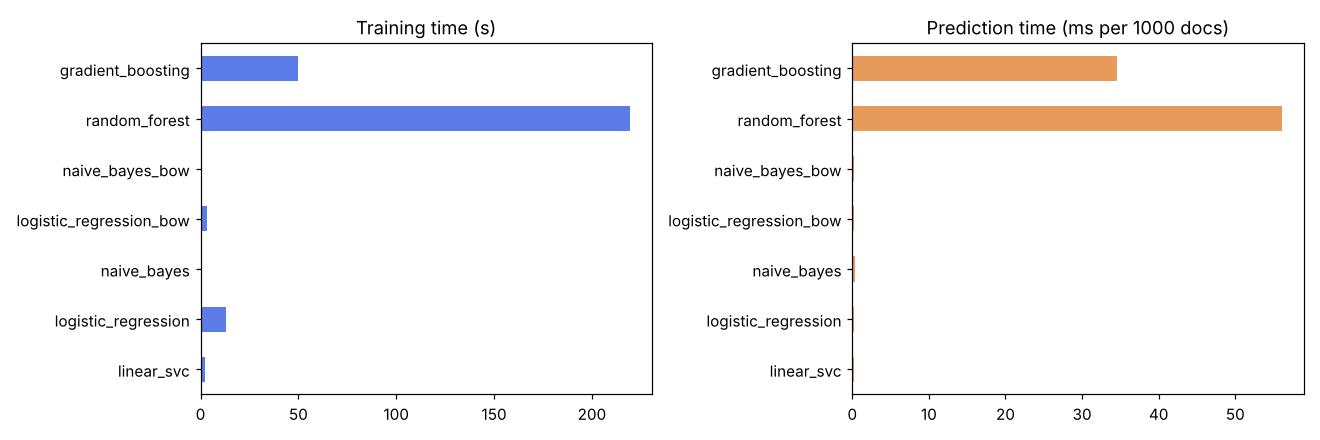 Training time (s)
gradient_boosting
random_forest
naive_bayes_bow
logistic_regression_bow
naive_bayes
logistic_regression
linear_svc
0 50 100 150 200
Prediction time (ms per 1000 docs)
gradient_boosting
random_forest
naive_bayes_bow
logistic_regression_bow
naive_bayes
logistic_regression
linear_svc
0 10 20 30 40 50